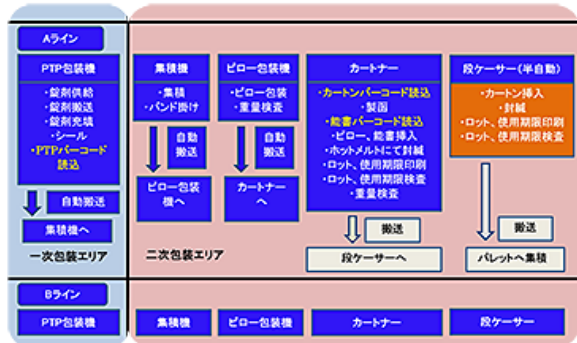 Aライン
PTP包装機
・錠剤供給
・錠剤搬送
・錠剤充填
・シール
・PTPバーコード
読込
自動搬送
集積機へ
一次包装エリア
集積機
・集積
・バンド掛け
自動
搬送
ピロー包装
機へ
ピロー包装機
・ピロー包装
・重量検査
自動
搬送
カートナー
へ
カートナー
・カートンバーコード読込
・製函
・能書バーコード読込
・ピロー、能書挿入
・ホットメルトにて封緘
・ロット、使用期限印刷
・ロット、使用期限検査
・重量検査
搬送
段ケーサーへ
段ケーサー(半自動)
・カートン挿入
・封緘
・ロット、使用期限印刷
・ロット、使用期限検査
搬送
パレットへ集積
二次包装エリア
Bライン
PTP包装機
集積機
ピロー包装機
カートナー
段ケーサー